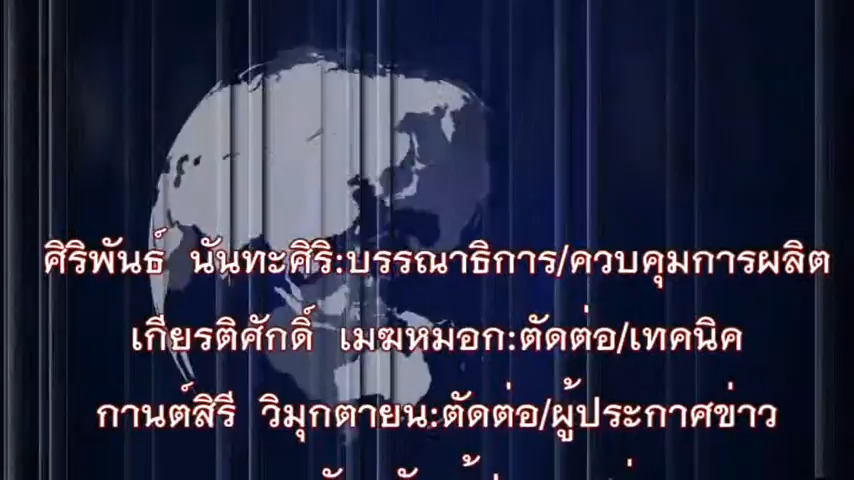 ศิริพันธ์ นันทะศิริ:บรรณาธิการ/ควบคุมการผลิต
เกียรติศักดิ์ เมฆหมอก:ตัดต่อ/เทคนิค
กานต์สิรี วิมุกตายน:ตัดต่อ/ผู้ประกาศข่าว